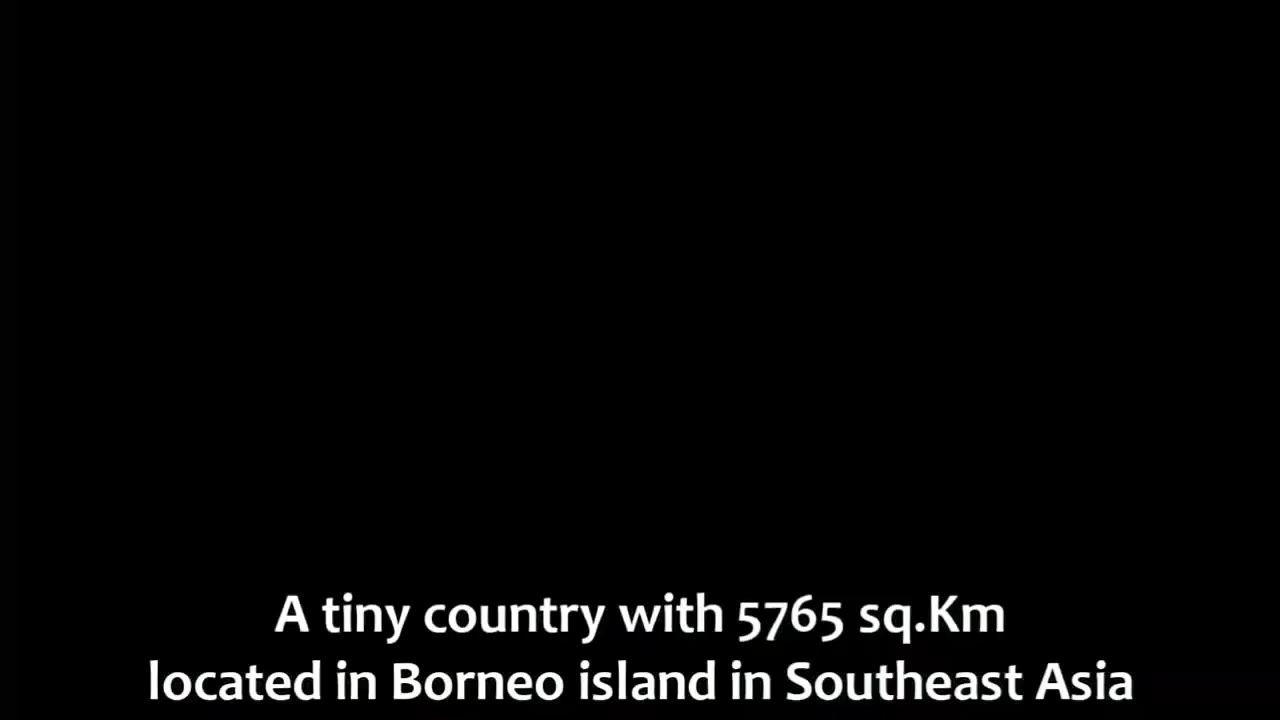 A tiny country with 5765 sq.Km
located in Borneo island in Southeast Asia